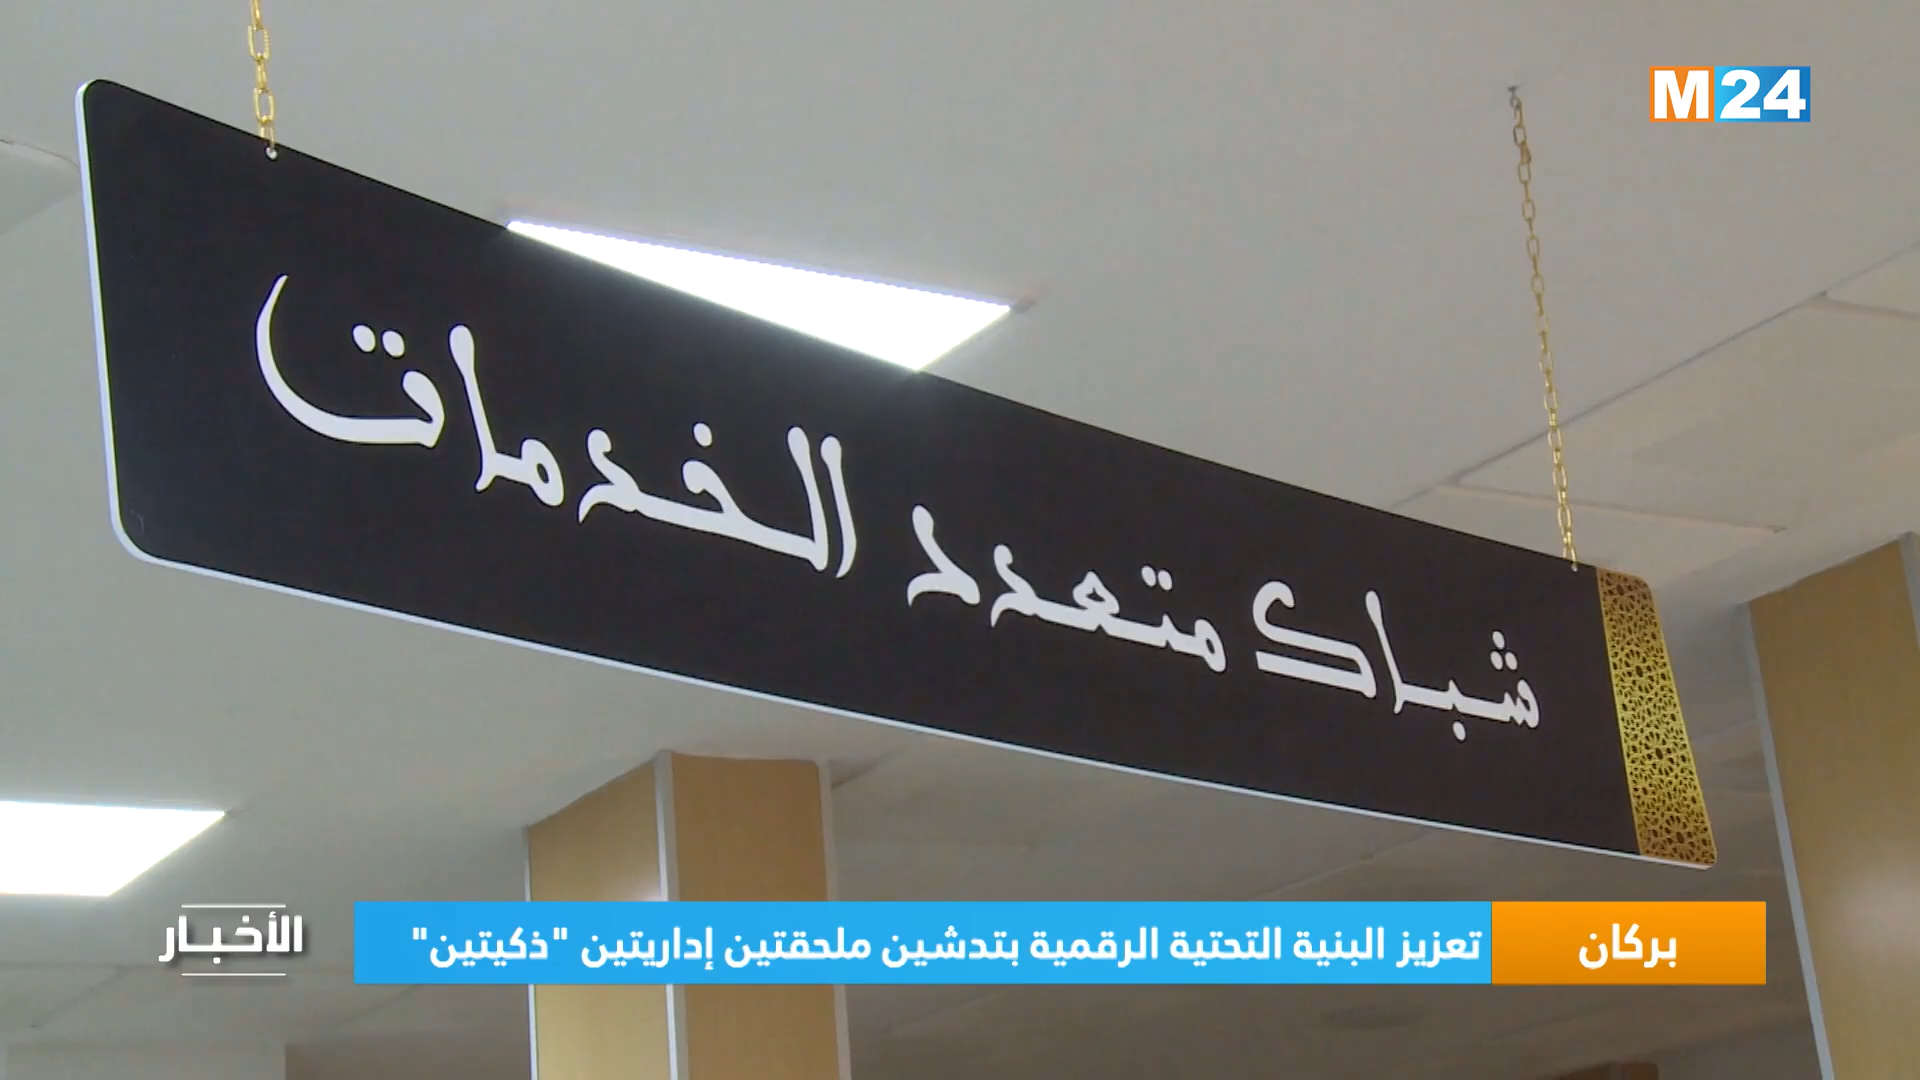 M24
شباك متعدد الخدمات
بركان
تعزيز البنية التحتية الرقمية بتدشين ملحقتين إداريتين "ذكيتين"
الأخبار